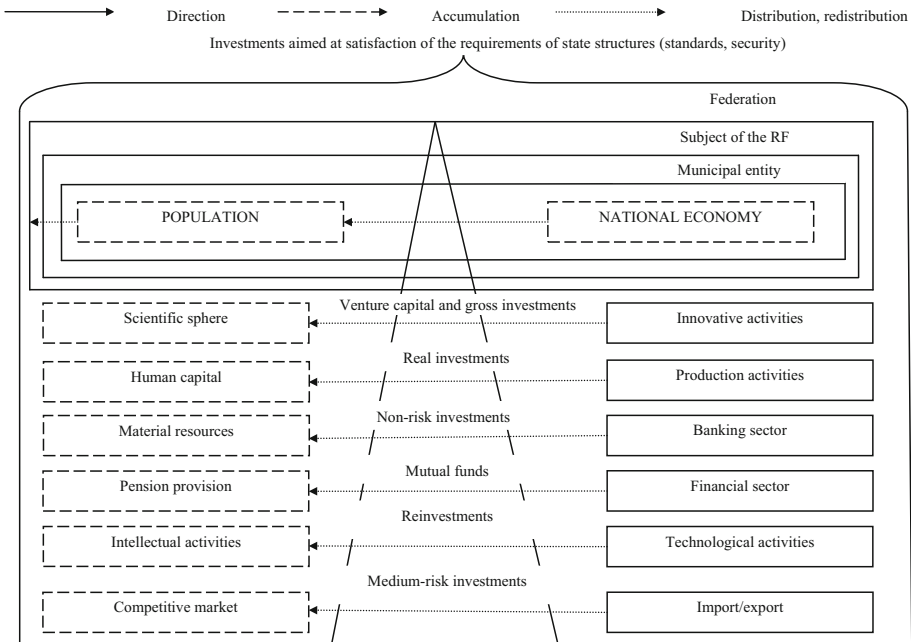 Direction Accumulation Distribution, redistribution
Investments aimed at satisfaction of the requirements of state structures (standards, security)
Federation
Subject of the RF
Municipal entity
POPULATION NATIONAL ECONOMY
Venture capital and gross investments
Scientific sphere Innovative activities
Real investments
Human capital Production activities
Non-risk investments
Material resources Banking sector
Mutual funds
Pension provision Financial sector
Reinvestments
Intellectual activities Technological activities
Medium-risk investments
Competitive market Import/export